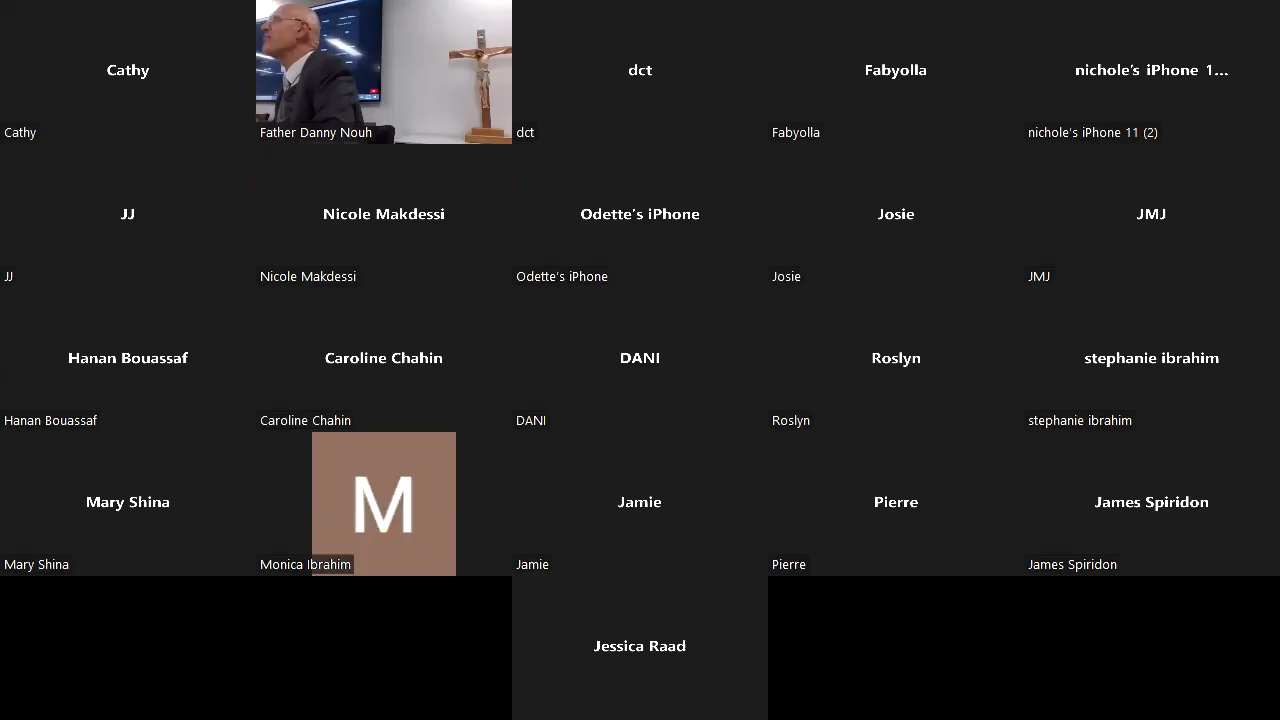 Cathy
Cathy
Father Danny Nouh
dct
dct
Fabyolla
Fabyolla
nichole's iPhone 1...
nichole's iPhone 11 (2)
JJ
JJ
Nicole Makdessi
Nicole Makdessi
Odette's iPhone
Odette's iPhone
Josie
Josie
JMJ
JMJ
Hanan Bouassaf
Hanan Bouassaf
Caroline Chahin
Caroline Chahin
DANI
DANI
Roslyn
Roslyn
stephanie ibrahim
stephanie ibrahim
Mary Shina
Mary Shina
M
Monica Ibrahim
Jamie
Jamie
Pierre
Pierre
James Spiridon
James Spiridon
Jessica Raad